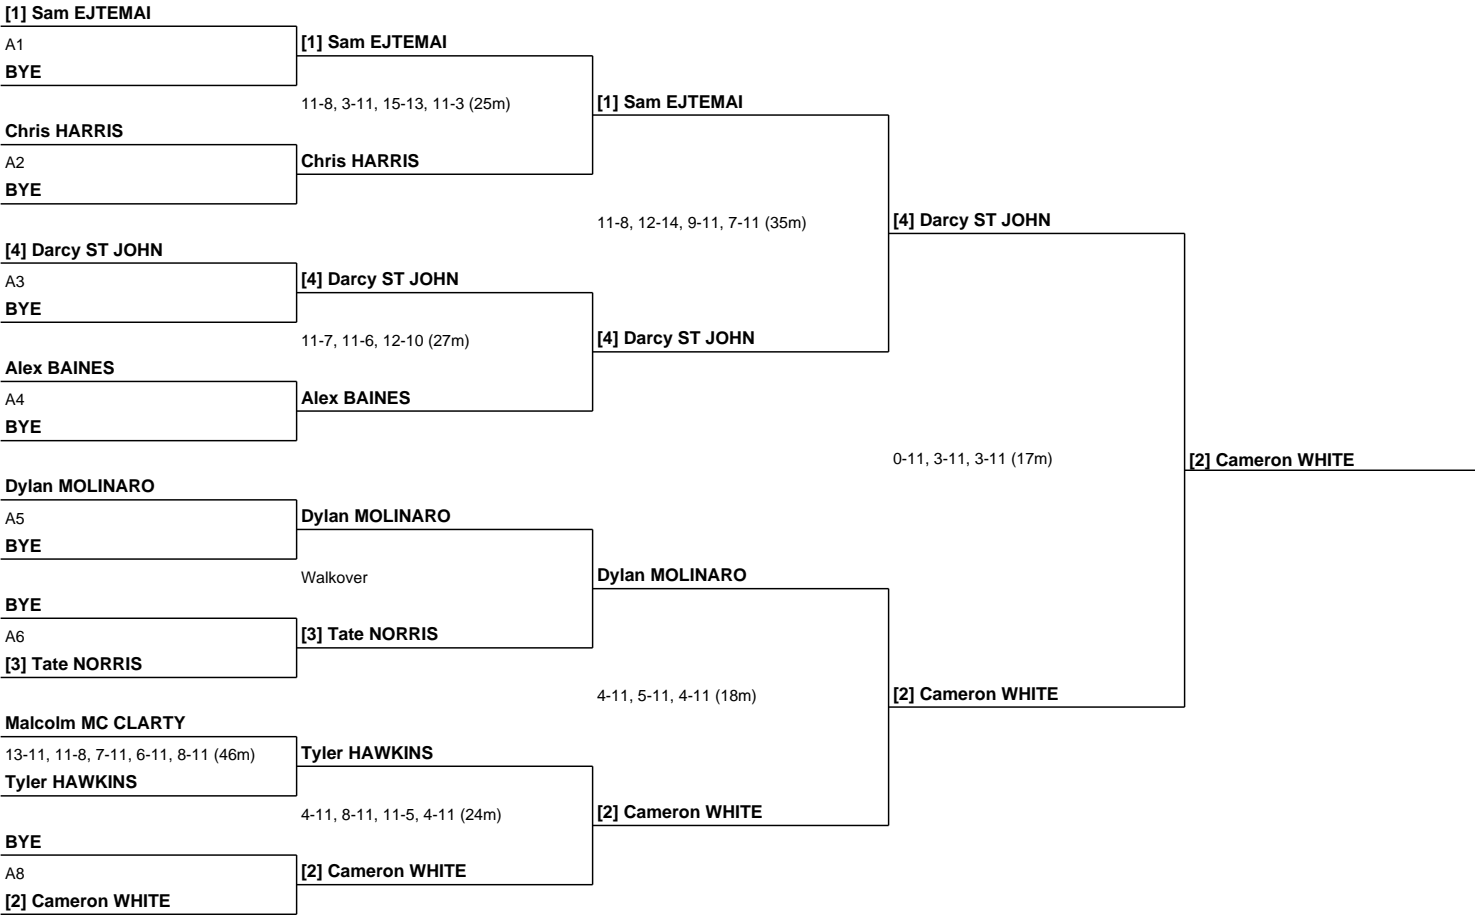 [1] Sam EJTEMAI
A1
BYE
Chris HARRIS
A2
BYE
[4] Darcy ST JOHN
A3
BYE
Alex BAINES
A4
BYE
Dylan MOLINARO
A5
BYE
BYE
A6
[3] Tate NORRIS
Malcolm MC CLARTY
13-11, 11-8, 7-11, 6-11, 8-11 (46m)
Tyler HAWKINS
BYE
A8
[2] Cameron WHITE
[1] Sam EJTEMAI
11-8, 3-11, 15-13, 11-3 (25m)
Chris HARRIS
[4] Darcy ST JOHN
11-7, 11-6, 12-10 (27m)
Alex BAINES
Dylan MOLINARO
Walkover
[3] Tate NORRIS
Tyler HAWKINS
4-11, 8-11, 11-5, 4-11 (24m)
[2] Cameron WHITE
[1] Sam EJTEMAI
11-8, 12-14, 9-11, 7-11 (35m)
[4] Darcy ST JOHN
Dylan MOLINARO
4-11, 5-11, 4-11 (18m)
[2] Cameron WHITE
[4] Darcy ST JOHN
0-11, 3-11, 3-11 (17m)
[2] Cameron WHITE
[2] Cameron WHITE